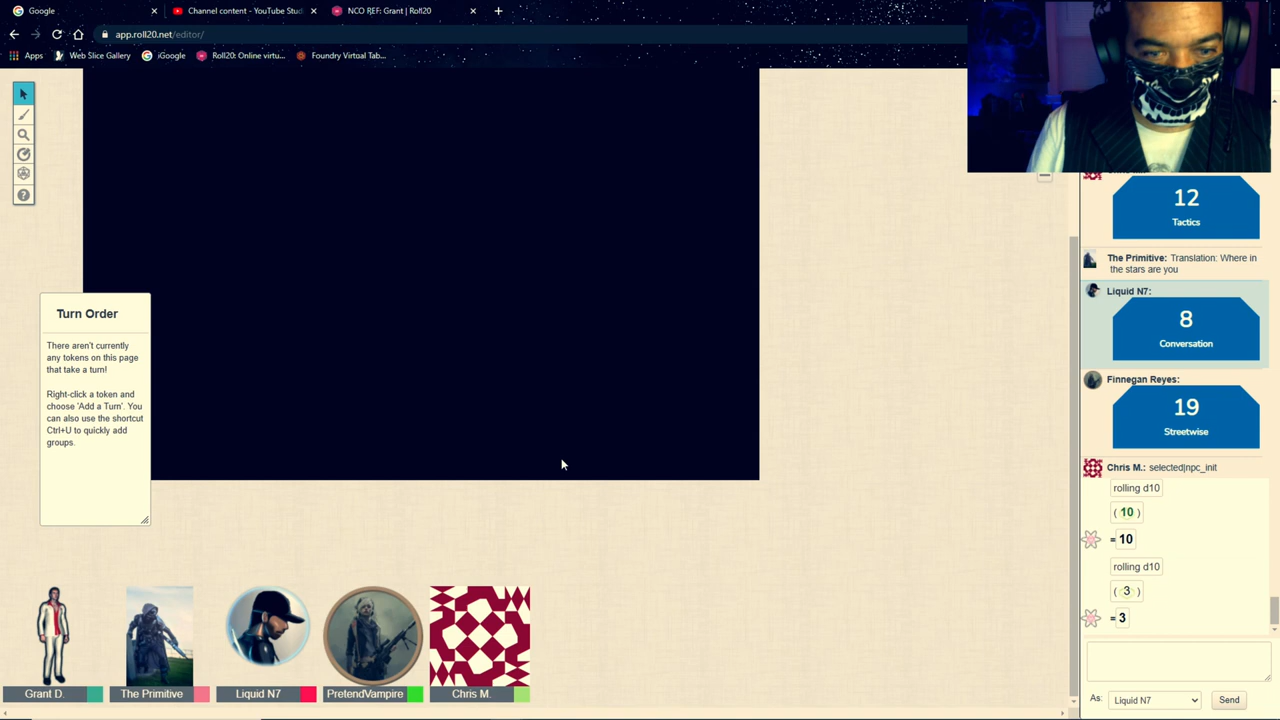 Google
Channel content - YouTube Stud
NCO REF: Grant | Roll20
app.roll20.net/editor/
Apps
Web Slice Gallery
iGoogle
Roll20: Online virtu...
Foundry Virtual Tab...
12
Tactics
The Primitive: Translation: Where in
the stars are you
Liquid N7:
8
Conversation
Finnegan Reyes:
19
Streetwise
Chris M.: selected|npc_init
rolling d10
( 10 )
= 10
rolling d10
( 3 )
= 3
Turn Order
There aren't currently
any tokens on this page
that take a turn!
Right-click a token and
choose 'Add a Turn'. You
can also use the shortcut
Ctrl+U to quickly add
groups.
Grant D.
The Primitive
Liquid N7
PretendVampire
Chris M.
As:
Liquid N7
Send